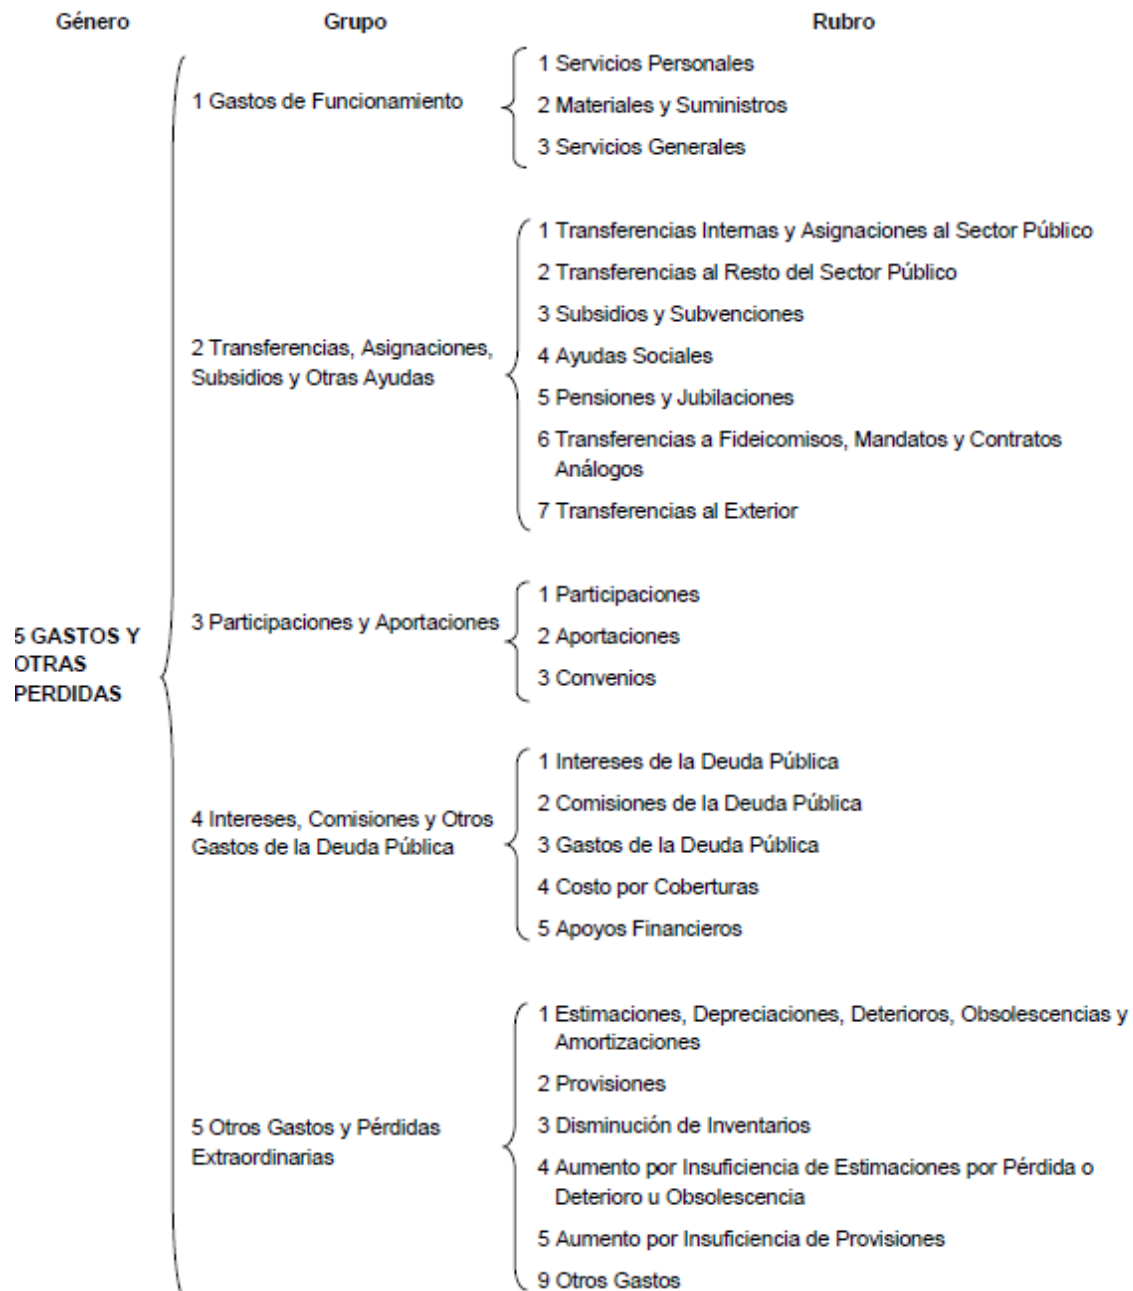 Género Grupo Rubro
1 Gastos de Funcionamiento
1 Servicios Personales
2 Materiales y Suministros
3 Servicios Generales
2 Transferencias, Asignaciones,
Subsidios y Otras Ayudas
1 Transferencias Internas y Asignaciones al Sector Público
2 Transferencias al Resto del Sector Público
3 Subsidios y Subvenciones
4 Ayudas Sociales
5 Pensiones y Jubilaciones
6 Transferencias a Fideicomisos, Mandatos y Contratos
Análogos
7 Transferencias al Exterior
5 GASTOS Y
OTRAS
PERDIDAS
3 Participaciones y Aportaciones
1 Participaciones
2 Aportaciones
3 Convenios
4 Intereses, Comisiones y Otros
Gastos de la Deuda Pública
1 Intereses de la Deuda Pública
2 Comisiones de la Deuda Pública
3 Gastos de la Deuda Pública
4 Costo por Coberturas
5 Apoyos Financieros
5 Otros Gastos y Pérdidas
Extraordinarias
1 Estimaciones, Depreciaciones, Deterioros, Obsolescencias y
Amortizaciones
2 Provisiones
3 Disminución de Inventarios
4 Aumento por Insuficiencia de Estimaciones por Pérdida o
Deterioro u Obsolescencia
5 Aumento por Insuficiencia de Provisiones
9 Otros Gastos